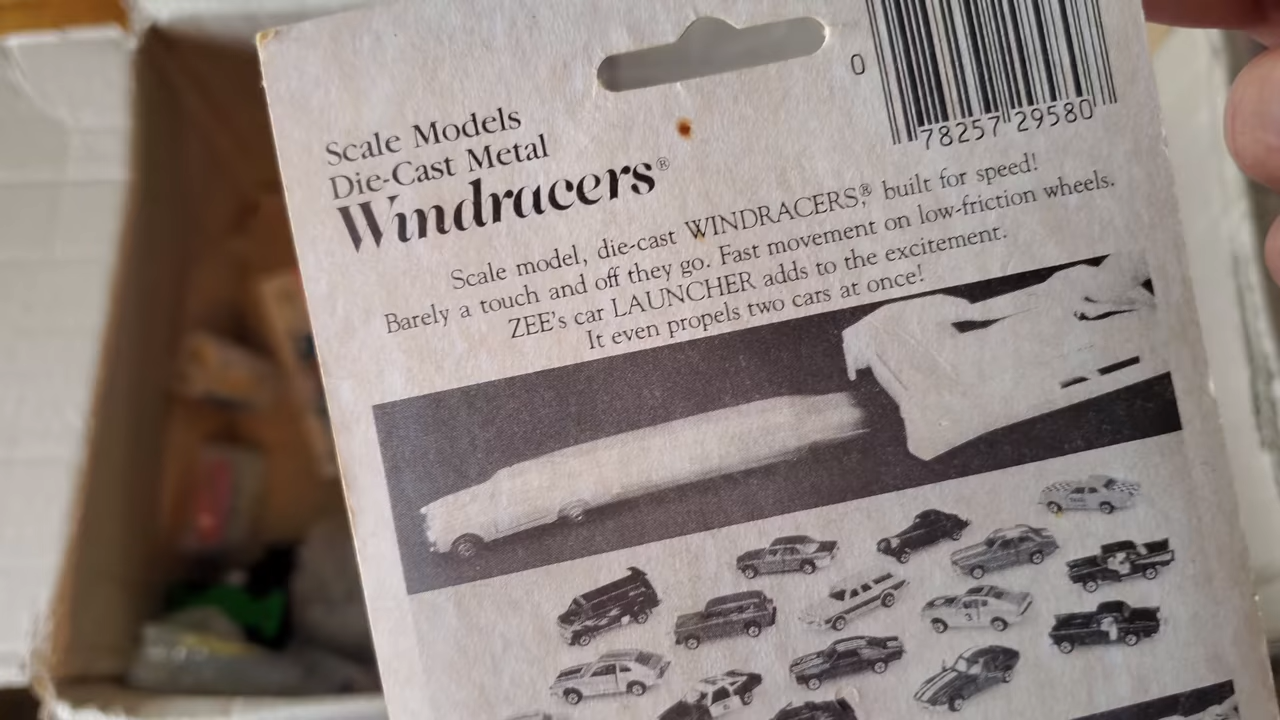 0
78257 29580
Scale Models
Die-Cast Metal
Windracers®
Scale model, die-cast WINDRACERS,® built for speed!
Barely a touch and off they go. Fast movement on low-friction wheels.
ZEE's car LAUNCHER adds to the excitement.
It even propels two cars at once!
3